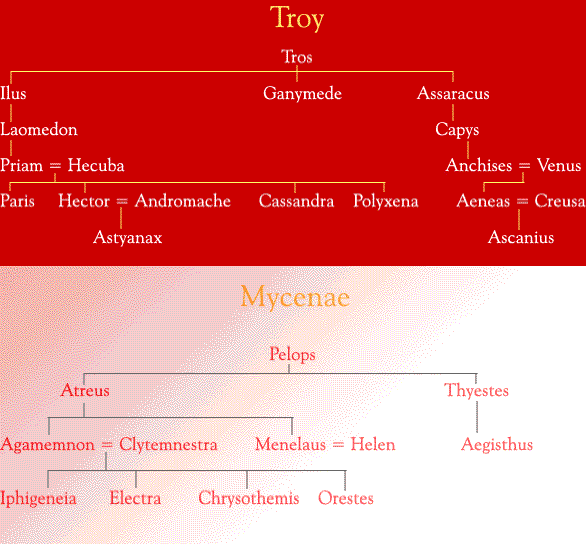 Troy
Tros
Ilus Ganymede Assaracus
Laomedon Capys
Priam = Hecuba Anchises = Venus
Paris Hector = Andromache Cassandra Polyxena Aeneas = Creusa
Astyanax Ascanius
Mycenae
Pelops
Atreus Thyestes
Agamemnon = Clytemnestra Menelaus = Helen Aegisthus
Iphigeneia Electra Chrysothemis Orestes